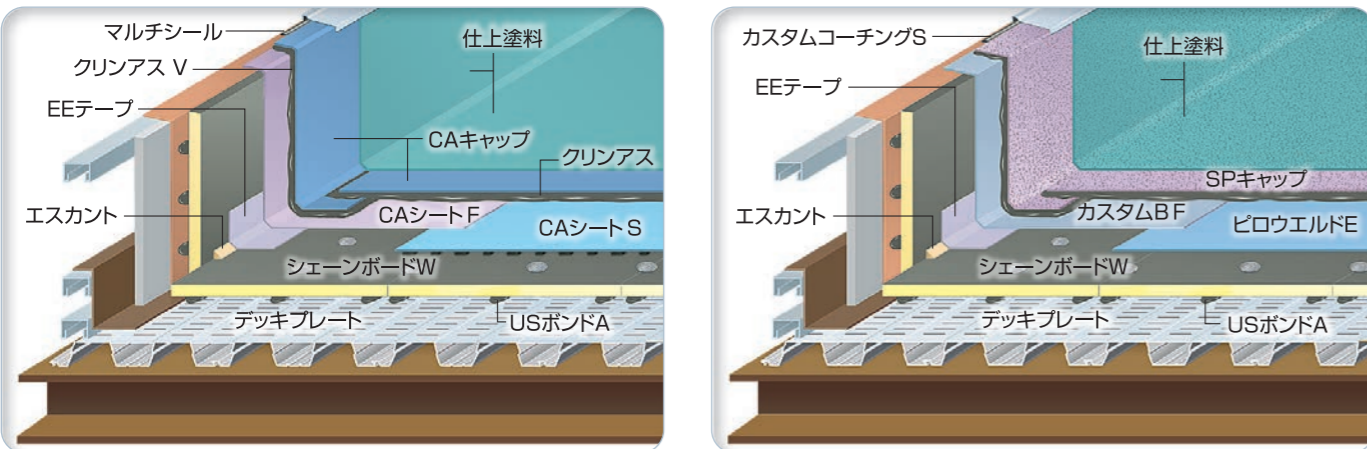 マルチシール
クリンアス V
EEテープ
仕上塗料
CAキャップ
クリンアス
エスカント
CAシートF
CAシートS
シェーンボードW
デッキプレート
USボンドA
カスタムコーチングS
EEテープ
仕上塗料
SPキャップ
エスカント
カスタムBF
ピロウエルドE
シェーンボードW
デッキプレート
USボンドA